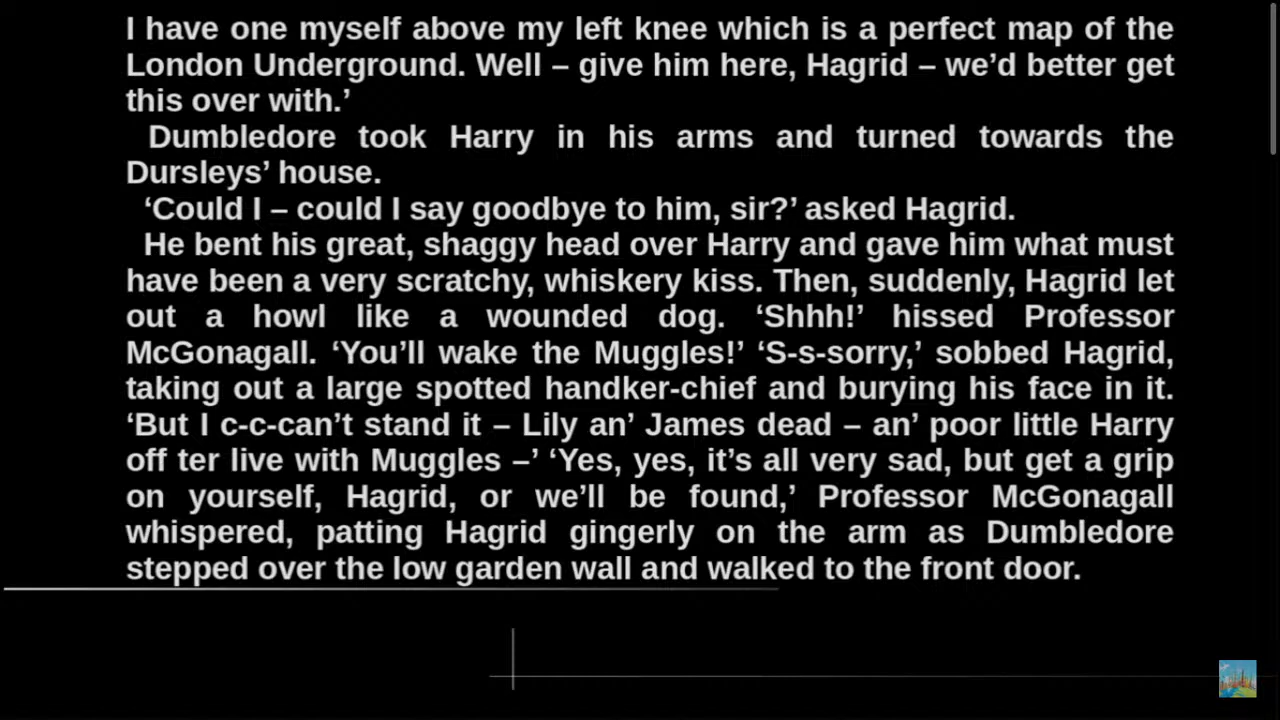 I have one myself above my left knee which is a perfect map of the
London Underground. Well – give him here, Hagrid – we’d better get
this over with.’
Dumbledore took Harry in his arms and turned towards the
Dursleys’ house.
‘Could I – could I say goodbye to him, sir?’ asked Hagrid.
He bent his great, shaggy head over Harry and gave him what must
have been a very scratchy, whiskery kiss. Then, suddenly, Hagrid let
out a howl like a wounded dog. ‘Shhh!’ hissed Professor
McGonagall. ‘You’ll wake the Muggles!’ ‘S-s-sorry,’ sobbed Hagrid,
taking out a large spotted handker-chief and burying his face in it.
‘But I c-c-can’t stand it – Lily an’ James dead – an’ poor little Harry
off ter live with Muggles –’ ‘Yes, yes, it’s all very sad, but get a grip
on yourself, Hagrid, or we’ll be found,’ Professor McGonagall
whispered, patting Hagrid gingerly on the arm as Dumbledore
stepped over the low garden wall and walked to the front door.